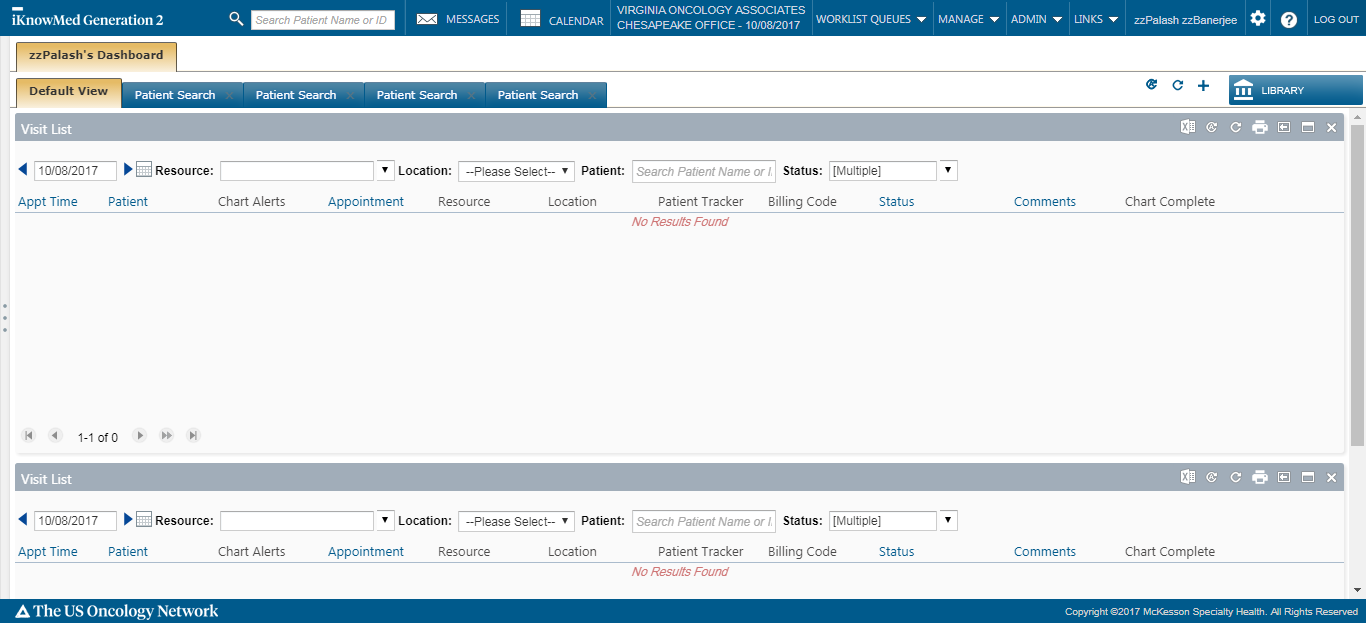 iKnowMed Generation 2
Search Patient Name or ID
MESSAGES
CALENDAR
VIRGINIA ONCOLOGY ASSOCIATES
CHESAPEAKE OFFICE - 10/08/2017
WORKLIST QUEUES
MANAGE
ADMIN
LINKS
zzPalash zzBanerjee
LOG OUT
zzPalash's Dashboard
Default View
Patient Search
Patient Search
Patient Search
Patient Search
LIBRARY
Visit List
10/08/2017 Resource: Location: --Please Select-- Patient: Search Patient Name or I Status: [Multiple]
Appt Time Patient Chart Alerts Appointment Resource Location Patient Tracker Billing Code Status Comments Chart Complete
No Results Found
1-1 of 0
Visit List
10/08/2017 Resource: Location: --Please Select-- Patient: Search Patient Name or I Status: [Multiple]
Appt Time Patient Chart Alerts Appointment Resource Location Patient Tracker Billing Code Status Comments Chart Complete
No Results Found
The US Oncology Network
Copyright ©2017 McKesson Specialty Health. All Rights Reserved